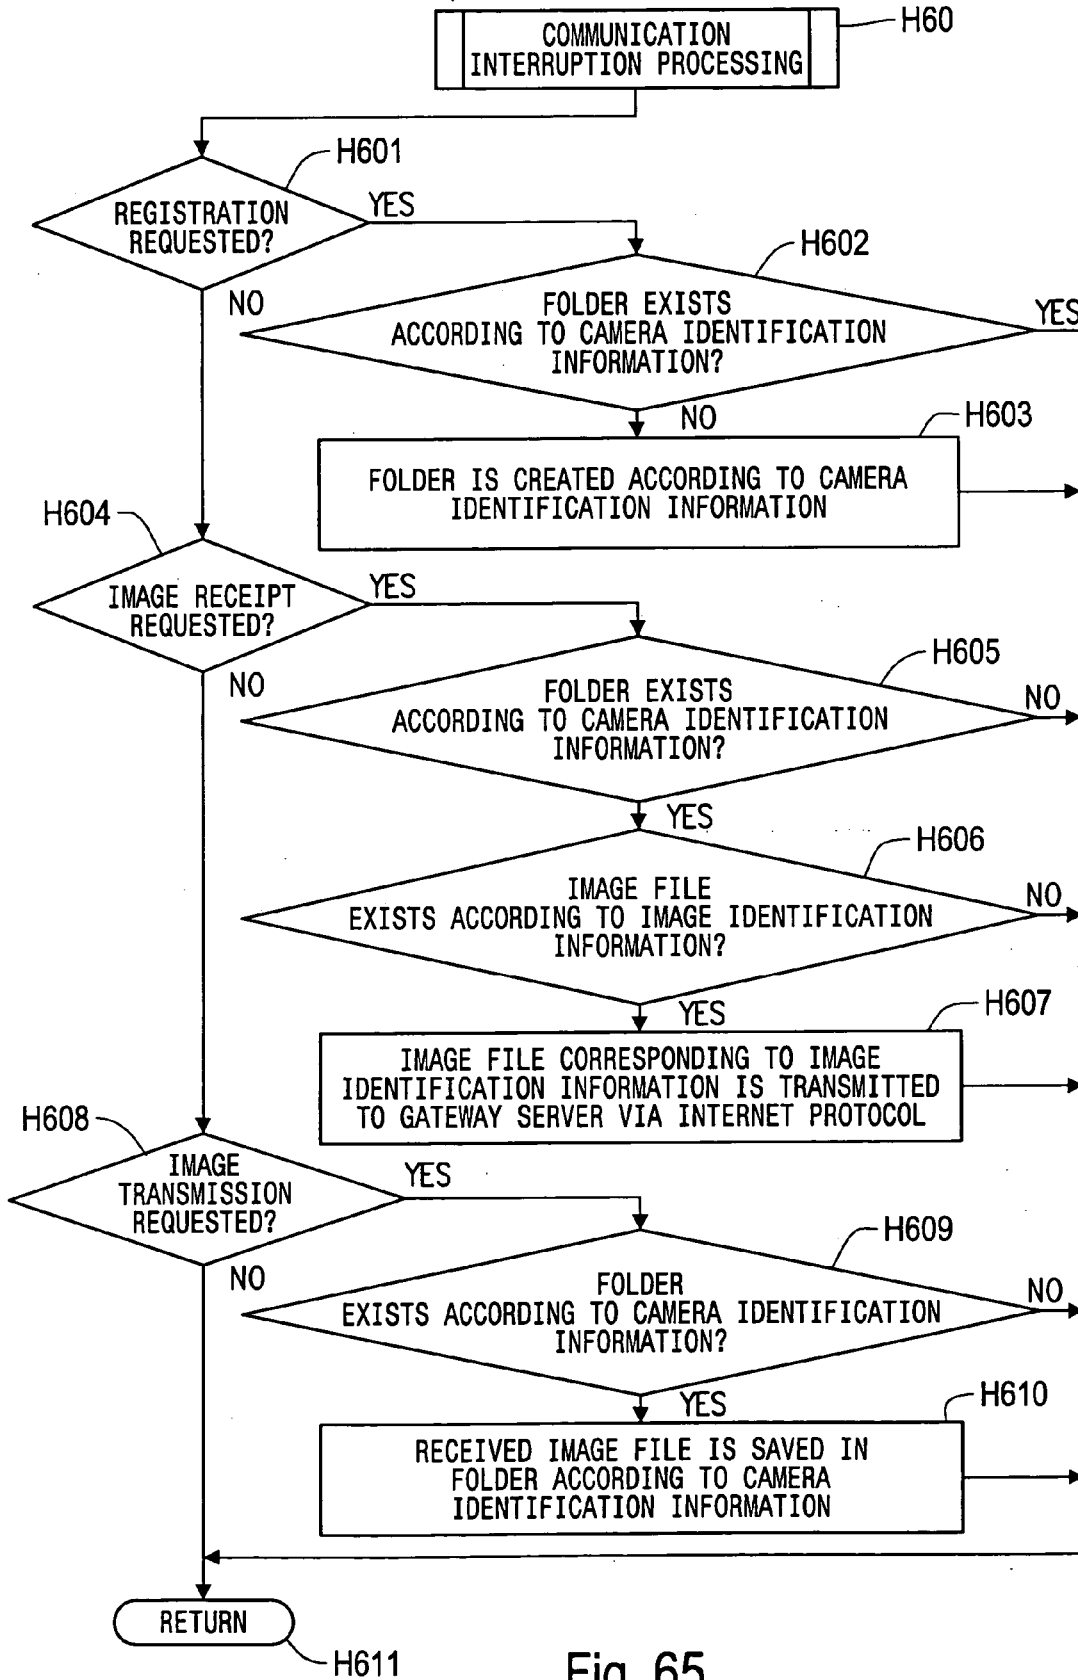 COMMUNICATION
INTERRUPTION PROCESSING
H60
H601
REGISTRATION
REQUESTED?
YES
NO
H602
FOLDER EXISTS
ACCORDING TO CAMERA IDENTIFICATION
INFORMATION?
YES
NO
H603
FOLDER IS CREATED ACCORDING TO CAMERA
IDENTIFICATION INFORMATION
H604
IMAGE RECEIPT
REQUESTED?
YES
NO
H605
FOLDER EXISTS
ACCORDING TO CAMERA IDENTIFICATION
INFORMATION?
NO
YES
H606
IMAGE FILE
EXISTS ACCORDING TO IMAGE IDENTIFICATION
INFORMATION?
NO
YES
H607
IMAGE FILE CORRESPONDING TO IMAGE
IDENTIFICATION INFORMATION IS TRANSMITTED
TO GATEWAY SERVER VIA INTERNET PROTOCOL
H608
IMAGE
TRANSMISSION
REQUESTED?
YES
NO
H609
FOLDER
EXISTS ACCORDING TO CAMERA IDENTIFICATION
INFORMATION?
NO
YES
H610
RECEIVED IMAGE FILE IS SAVED IN
FOLDER ACCORDING TO CAMERA
IDENTIFICATION INFORMATION
RETURN
H611
Fig. 65